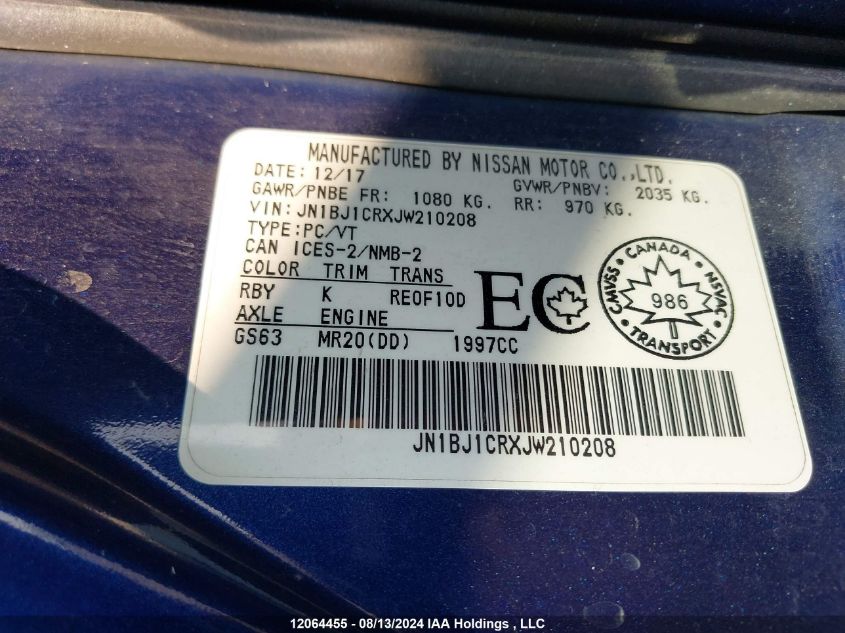 MANUFACTURED BY NISSAN MOTOR CO.,LTD.
DATE: 12/17 GVWR/PNBV: 2035 KG.
GAWR/PNBE FR: 1080 KG. RR: 970 KG.
VIN: JN1BJ1CRXJW210208
TYPE:PC/VT
CAN ICES-2/NMB-2
COLOR TRIM TRANS
RBY K RE0F10D
AXLE ENGINE
GS63 MR20(DD) 1997CC
EC
CANADA
CMVSS NSVAC
986
TRANSPORT
JN1BJ1CRXJW210208
12064455 - 08/13/2024 IAA Holdings , LLC